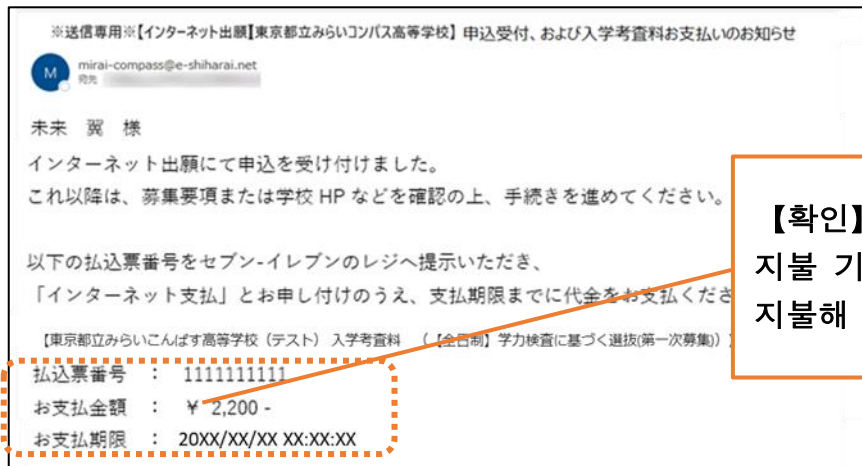 ※送信専用※【インターネット出願【東京都立みらいコンパス高等学校】申込受付、および入学考査料お支払いのお知らせ
M
mirai-compass@e-shiharai.net
宛先
未来 翼 様
インターネット出願にて申込を受け付けました。
これ以降は、募集要項または学校 HP などを確認の上、手続きを進めてください。
以下の払込票番号をセブン-イレブンのレジへ提示いただき、
「インターネット支払」とお申し付けのうえ、支払期限までに代金をお支払くださ
【東京都立みらいこんぱす高等学校（テスト） 入学考査料 （【全日制】学力検査に基づく選抜(第一次募集)）】
払込票番号 ： 1111111111
お支払金額 ： ￥ 2,200 -
お支払期限 ： 20XX/XX/XX XX:XX:XX
【확인】
지불 기
지불해